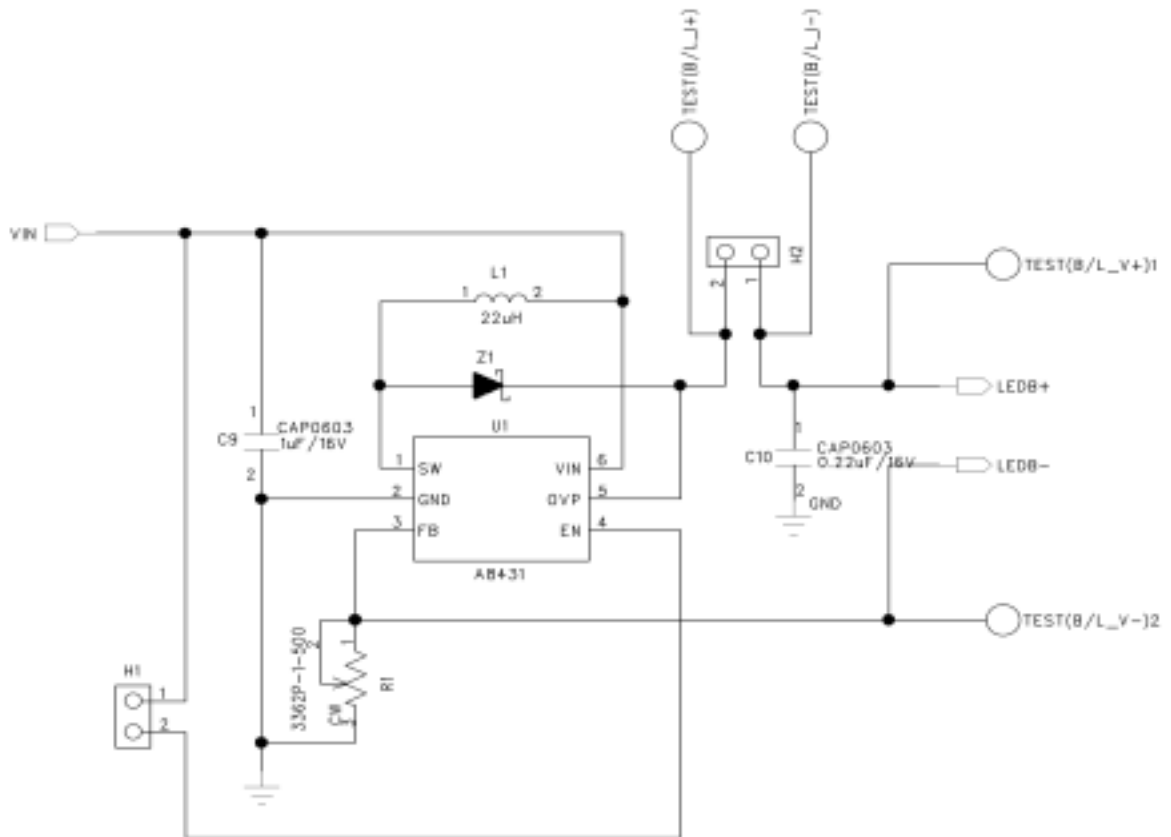 TEST(B/L_I+)
TEST(B/L_I-)
VIN
H2
2
1
TEST(B/L_V+)1
L1
1
2
22uH
Z1
LEDB+
U1
1
C9
CAP0603
1uF/16V
2
1
SW
VIN
6
2
GND
OVP
5
3
FB
EN
4
A8431
1
C10
CAP0603
0.22uF/16V
2
GND
LEDB-
TEST(B/L_V-)2
3362P-1-500
2
1
R1
CW
3
H1
1
2